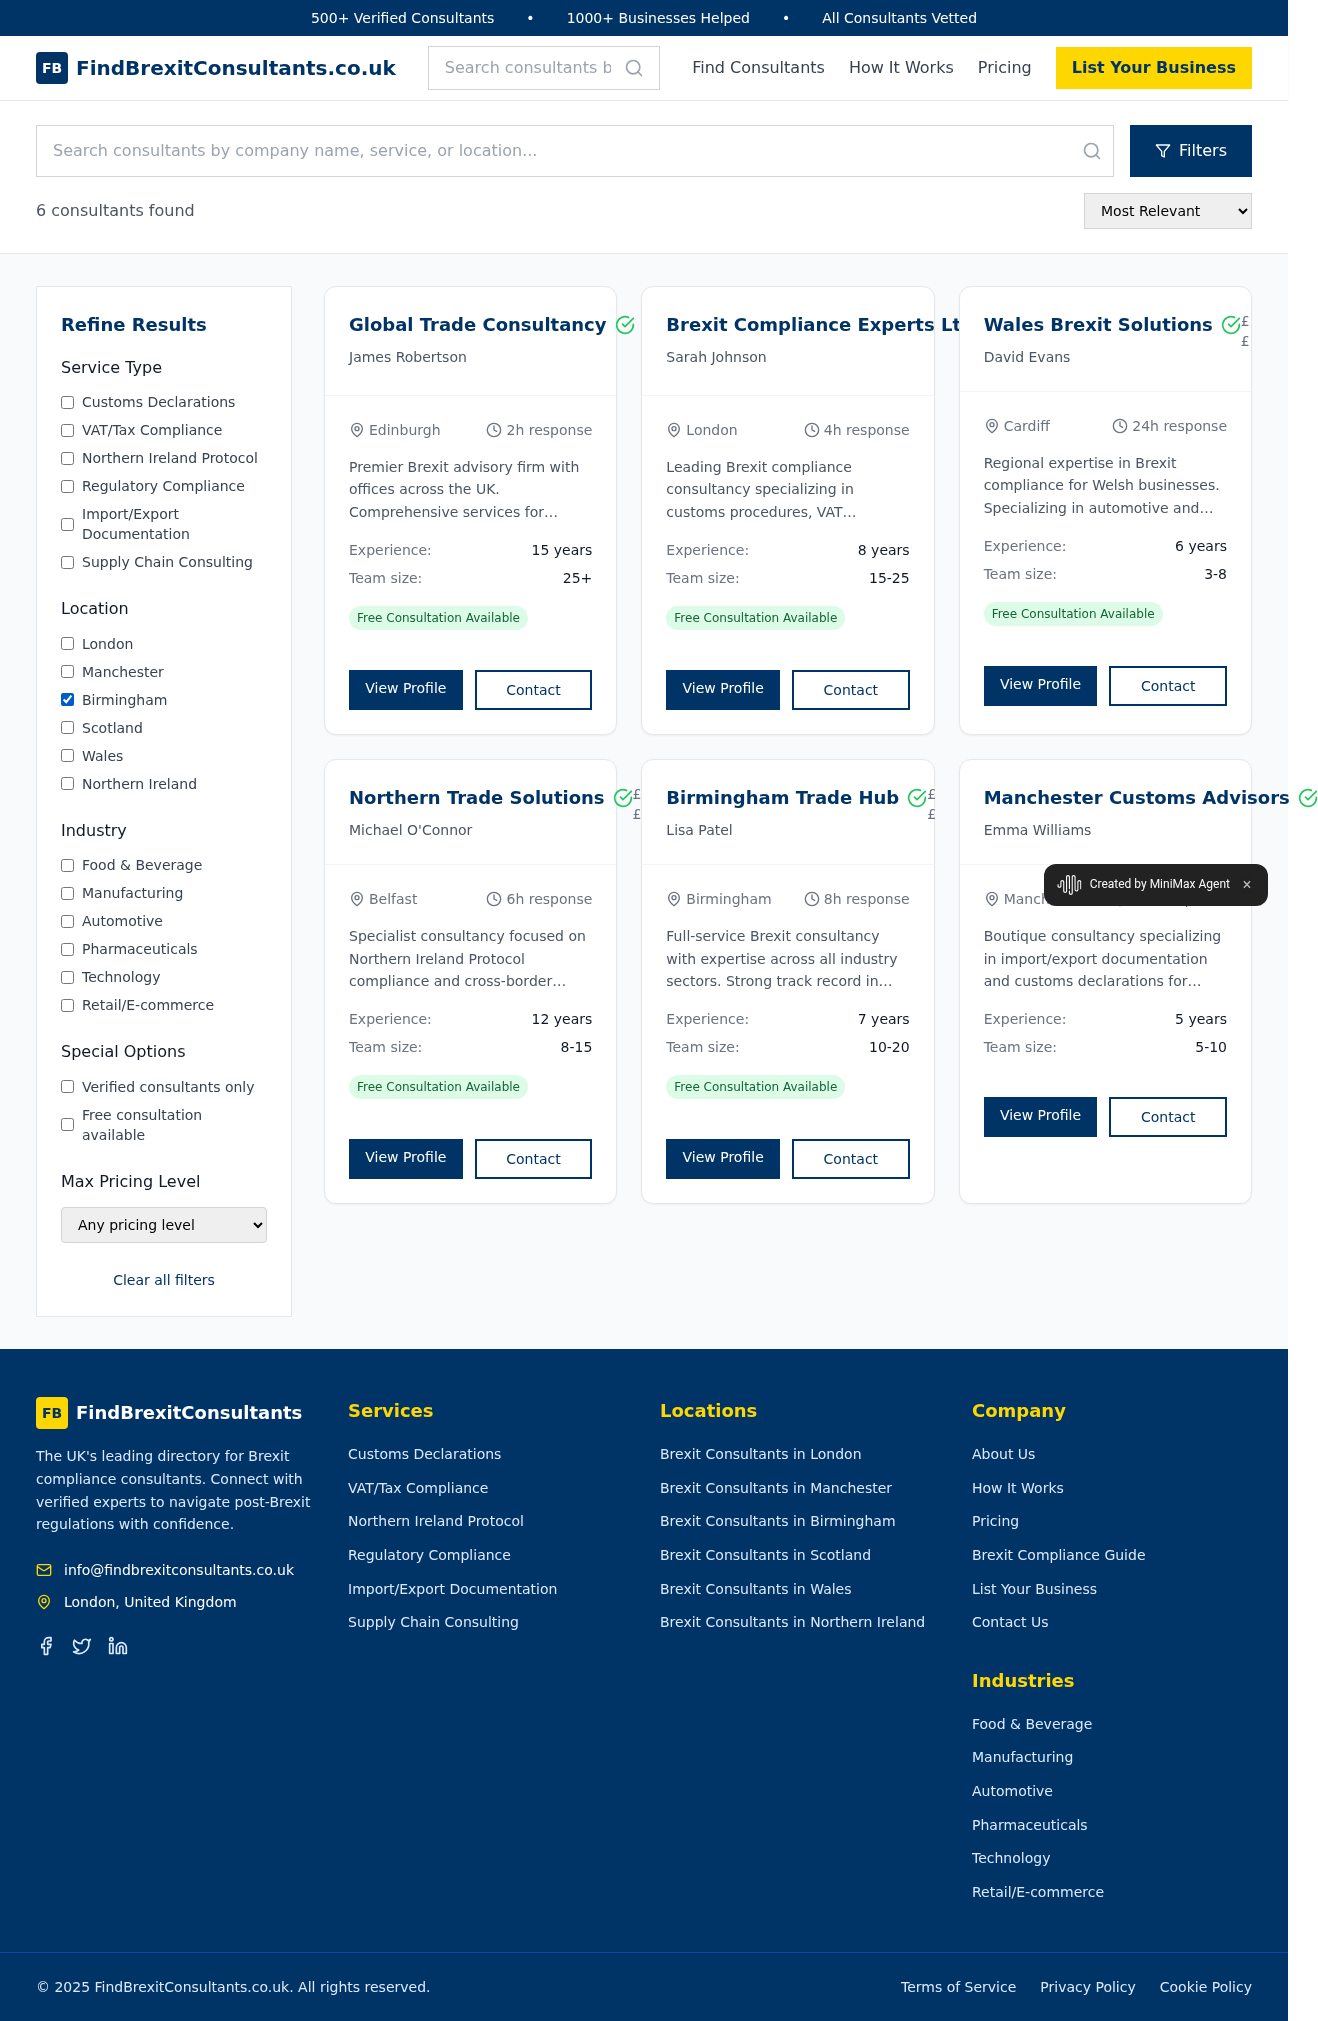 500+ Verified Consultants • 1000+ Businesses Helped • All Consultants Vetted
FB FindBrexitConsultants.co.uk
Search consultants b
Find Consultants How It Works Pricing List Your Business
Search consultants by company name, service, or location...
Filters
6 consultants found
Most Relevant
Refine Results
Service Type
Customs Declarations
VAT/Tax Compliance
Northern Ireland Protocol
Regulatory Compliance
Import/Export
Documentation
Supply Chain Consulting
Location
London
Manchester
Birmingham
Scotland
Wales
Northern Ireland
Industry
Food & Beverage
Manufacturing
Automotive
Pharmaceuticals
Technology
Retail/E-commerce
Special Options
Verified consultants only
Free consultation
available
Max Pricing Level
Any pricing level
Clear all filters
Global Trade Consultancy
James Robertson
Edinburgh
2h response
Premier Brexit advisory firm with
offices across the UK.
Comprehensive services for...
Experience: 15 years
Team size: 25+
Free Consultation Available
View Profile Contact
Brexit Compliance Experts Lt
Sarah Johnson
London
4h response
Leading Brexit compliance
consultancy specializing in
customs procedures, VAT...
Experience: 8 years
Team size: 15-25
Free Consultation Available
View Profile Contact
Wales Brexit Solutions
£
£
David Evans
Cardiff
24h response
Regional expertise in Brexit
compliance for Welsh businesses.
Specializing in automotive and...
Experience: 6 years
Team size: 3-8
Free Consultation Available
View Profile Contact
Northern Trade Solutions
£
£
Michael O'Connor
Belfast
6h response
Specialist consultancy focused on
Northern Ireland Protocol
compliance and cross-border...
Experience: 12 years
Team size: 8-15
Free Consultation Available
View Profile Contact
Birmingham Trade Hub
£
£
Lisa Patel
Birmingham
8h response
Full-service Brexit consultancy
with expertise across all industry
sectors. Strong track record in...
Experience: 7 years
Team size: 10-20
Free Consultation Available
View Profile Contact
Manchester Customs Advisors
Emma Williams
Created by MiniMax Agent ×
Boutique consultancy specializing
in import/export documentation
and customs declarations for...
Experience: 5 years
Team size: 5-10
View Profile Contact
FB FindBrexitConsultants
The UK's leading directory for Brexit
compliance consultants. Connect with
verified experts to navigate post-Brexit
regulations with confidence.
info@findbrexitconsultants.co.uk
London, United Kingdom
Services
Customs Declarations
VAT/Tax Compliance
Northern Ireland Protocol
Regulatory Compliance
Import/Export Documentation
Supply Chain Consulting
Locations
Brexit Consultants in London
Brexit Consultants in Manchester
Brexit Consultants in Birmingham
Brexit Consultants in Scotland
Brexit Consultants in Wales
Brexit Consultants in Northern Ireland
Company
About Us
How It Works
Pricing
Brexit Compliance Guide
List Your Business
Contact Us
Industries
Food & Beverage
Manufacturing
Automotive
Pharmaceuticals
Technology
Retail/E-commerce
© 2025 FindBrexitConsultants.co.uk. All rights reserved.
Terms of Service Privacy Policy Cookie Policy